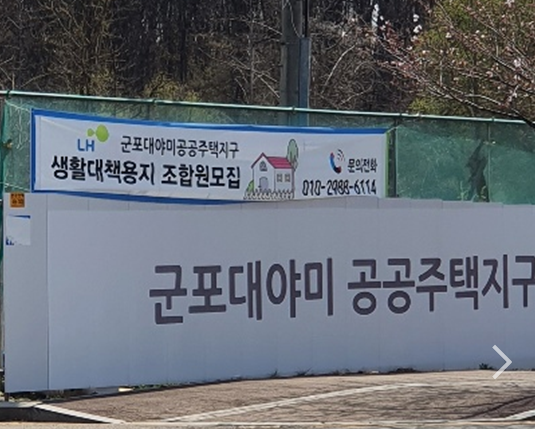 LH
군포대야미공공주택지구
생활대책용지 조합원모집
문의전화
010-2988-6114
군포대야미 공공주택지구